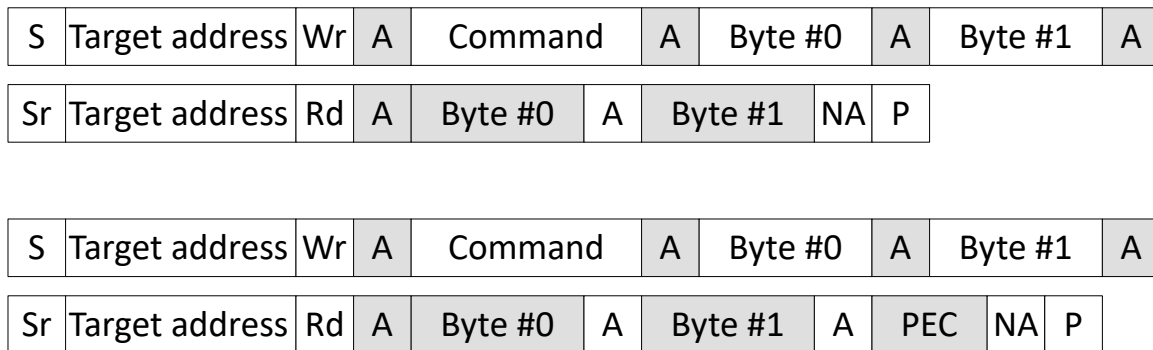 S Target address Wr A Command A Byte #0 A Byte #1 A
Sr Target address Rd A Byte #0 A Byte #1 NA P
S Target address Wr A Command A Byte #0 A Byte #1 A
Sr Target address Rd A Byte #0 A Byte #1 A PEC NA P